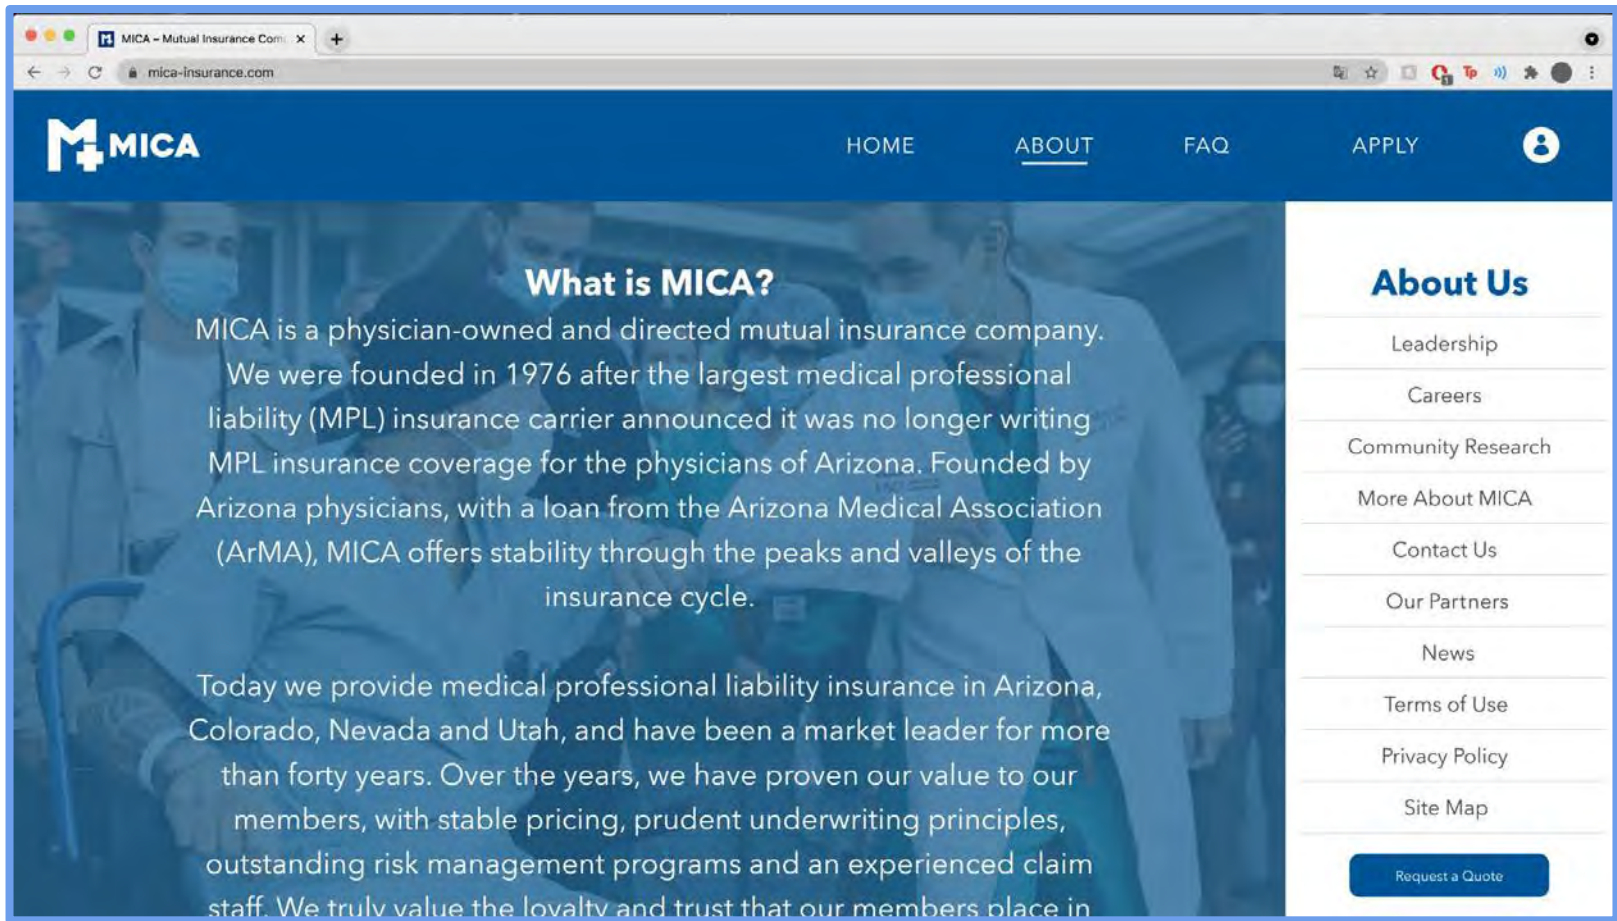 MICA – Mutual Insurance Com
mica-insurance.com
MICA
HOME ABOUT FAQ APPLY
What is MICA?
MICA is a physician-owned and directed mutual insurance company.
We were founded in 1976 after the largest medical professional
liability (MPL) insurance carrier announced it was no longer writing
MPL insurance coverage for the physicians of Arizona. Founded by
Arizona physicians, with a loan from the Arizona Medical Association
(ArMA), MICA offers stability through the peaks and valleys of the
insurance cycle.
Today we provide medical professional liability insurance in Arizona,
Colorado, Nevada and Utah, and have been a market leader for more
than forty years. Over the years, we have proven our value to our
members, with stable pricing, prudent underwriting principles,
outstanding risk management programs and an experienced claim
staff. We truly value the loyalty and trust that our members place in
About Us
Leadership
Careers
Community Research
More About MICA
Contact Us
Our Partners
News
Terms of Use
Privacy Policy
Site Map
Request a Quote